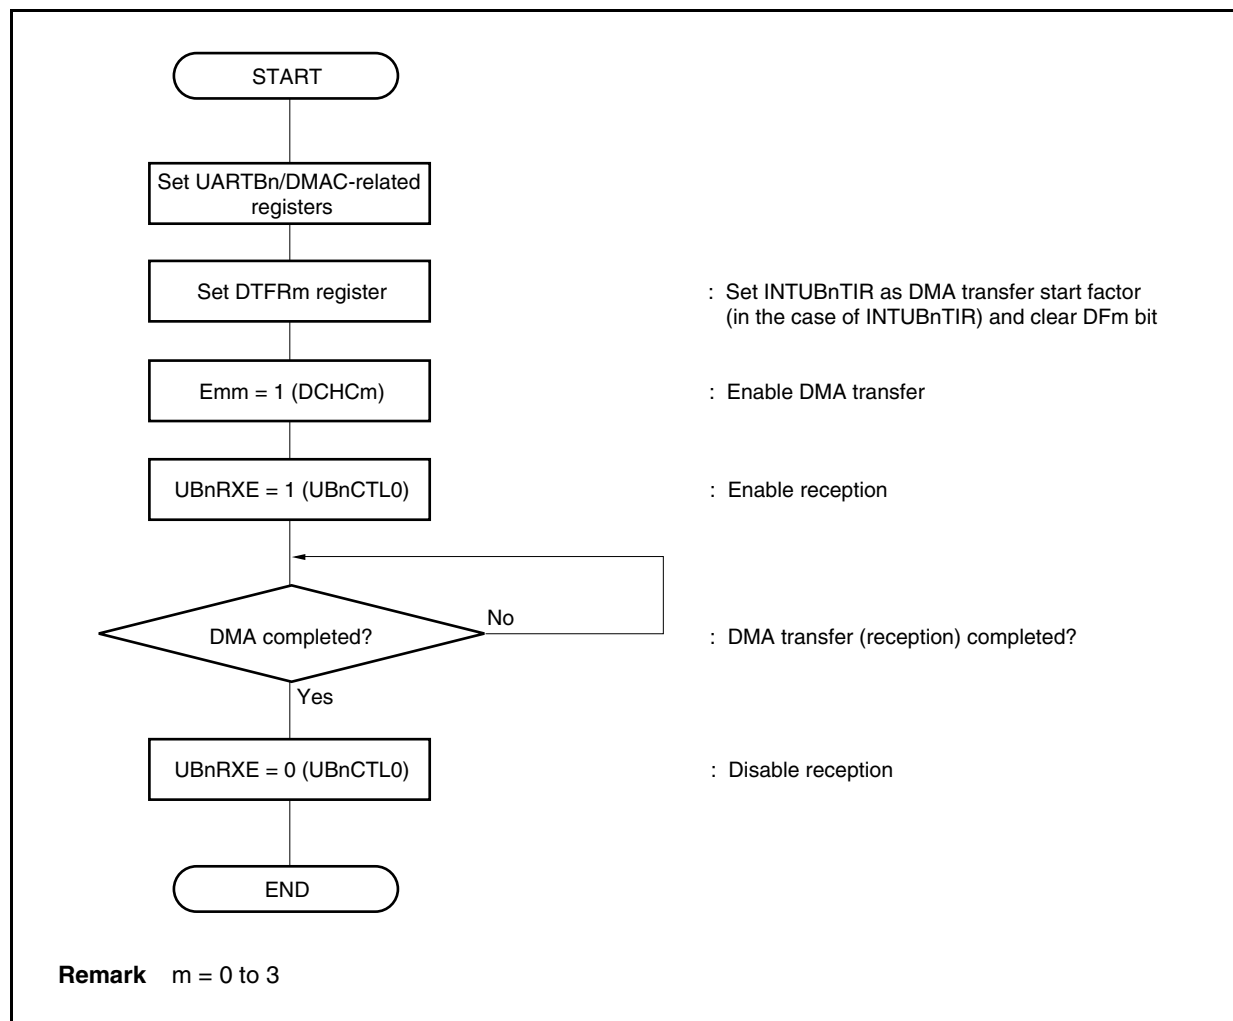 START
Set UARTBn/DMAC-related
registers
Set DTFRm register
: Set INTUBnTIR as DMA transfer start factor
(in the case of INTUBnTIR) and clear DFm bit
Emm = 1 (DCHCm)
: Enable DMA transfer
UBnRXE = 1 (UBnCTL0)
: Enable reception
No
DMA completed?
: DMA transfer (reception) completed?
Yes
UBnRXE = 0 (UBnCTL0)
: Disable reception
END
Remark m = 0 to 3